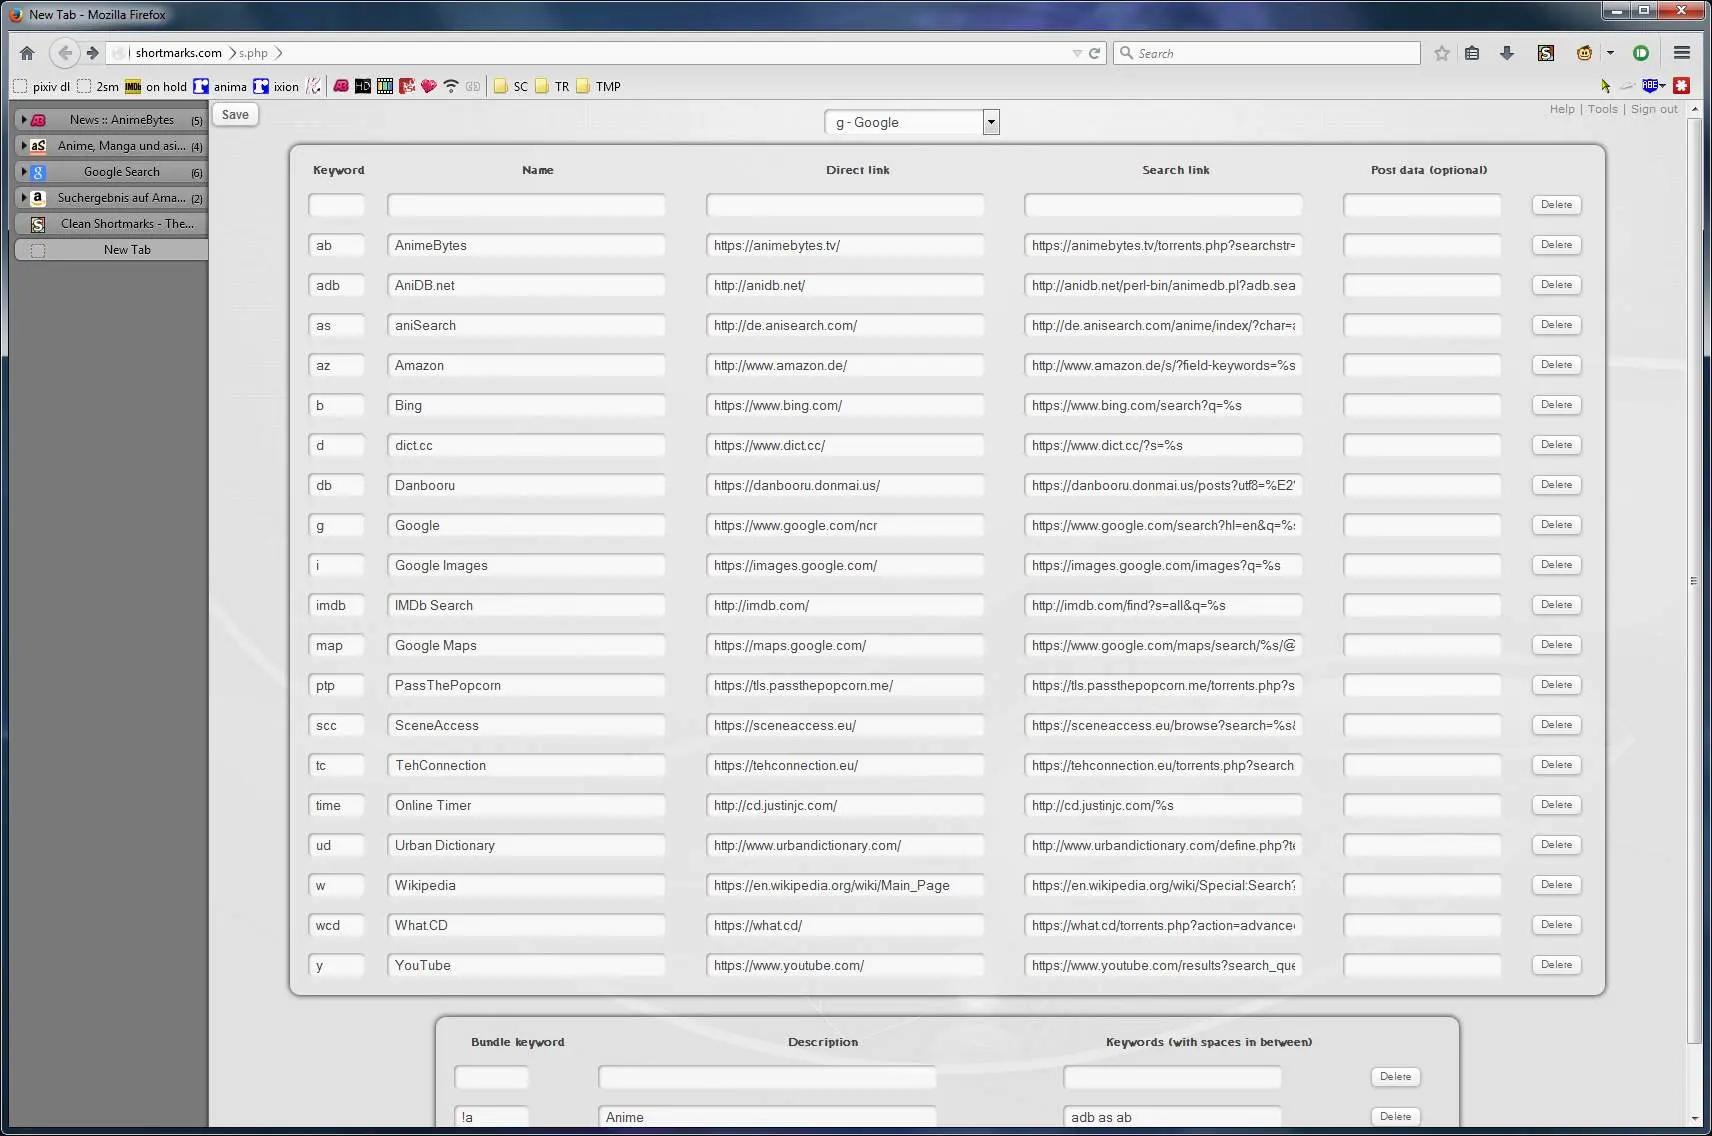 New Tab - Mozilla Firefox
shortmarks.com s.php
Search
pixiv dl 2sm IMDb on hold anima ixion AB HD SC TR TMP ABE
News :: AnimeBytes (5)
Anime, Manga und asi... (4)
Google Search (6)
Suchergebnis auf Ama... (2)
Clean Shortmarks - The...
New Tab
Save
g - Google
Help | Tools | Sign out
Keyword Name Direct link Search link Post data (optional)
Delete
ab AnimeBytes https://animebytes.tv/ https://animebytes.tv/torrents.php?searchstr= Delete
adb AniDB.net http://anidb.net/ http://anidb.net/perl-bin/animedb.pl?adb.sea Delete
as aniSearch http://de.anisearch.com/ http://de.anisearch.com/anime/index/?char=a Delete
az Amazon http://www.amazon.de/ http://www.amazon.de/s/?field-keywords=%s Delete
b Bing https://www.bing.com/ https://www.bing.com/search?q=%s Delete
d dict.cc https://www.dict.cc/ https://www.dict.cc/?s=%s Delete
db Danbooru https://danbooru.donmai.us/ https://danbooru.donmai.us/posts?utf8=%E2% Delete
g Google https://www.google.com/ncr https://www.google.com/search?hl=en&q=%s Delete
i Google Images https://images.google.com/ https://images.google.com/images?q=%s Delete
imdb IMDb Search http://imdb.com/ http://imdb.com/find?s=all&q=%s Delete
map Google Maps https://maps.google.com/ https://www.google.com/maps/search/%s/@ Delete
ptp PassThePopcorn https://tls.passthepopcorn.me/ https://tls.passthepopcorn.me/torrents.php?s Delete
scc SceneAccess https://sceneaccess.eu/ https://sceneaccess.eu/browse?search=%s& Delete
tc TehConnection https://tehconnection.eu/ https://tehconnection.eu/torrents.php?search Delete
time Online Timer http://cd.justinjc.com/ http://cd.justinjc.com/%s Delete
ud Urban Dictionary http://www.urbandictionary.com/ http://www.urbandictionary.com/define.php?te Delete
w Wikipedia https://en.wikipedia.org/wiki/Main_Page https://en.wikipedia.org/wiki/Special:Search? Delete
wcd What.CD https://what.cd/ https://what.cd/torrents.php?action=advance Delete
y YouTube https://www.youtube.com/ https://www.youtube.com/results?search_que Delete
Bundle keyword Description Keywords (with spaces in between)
Delete
!a Anime adb as ab Delete